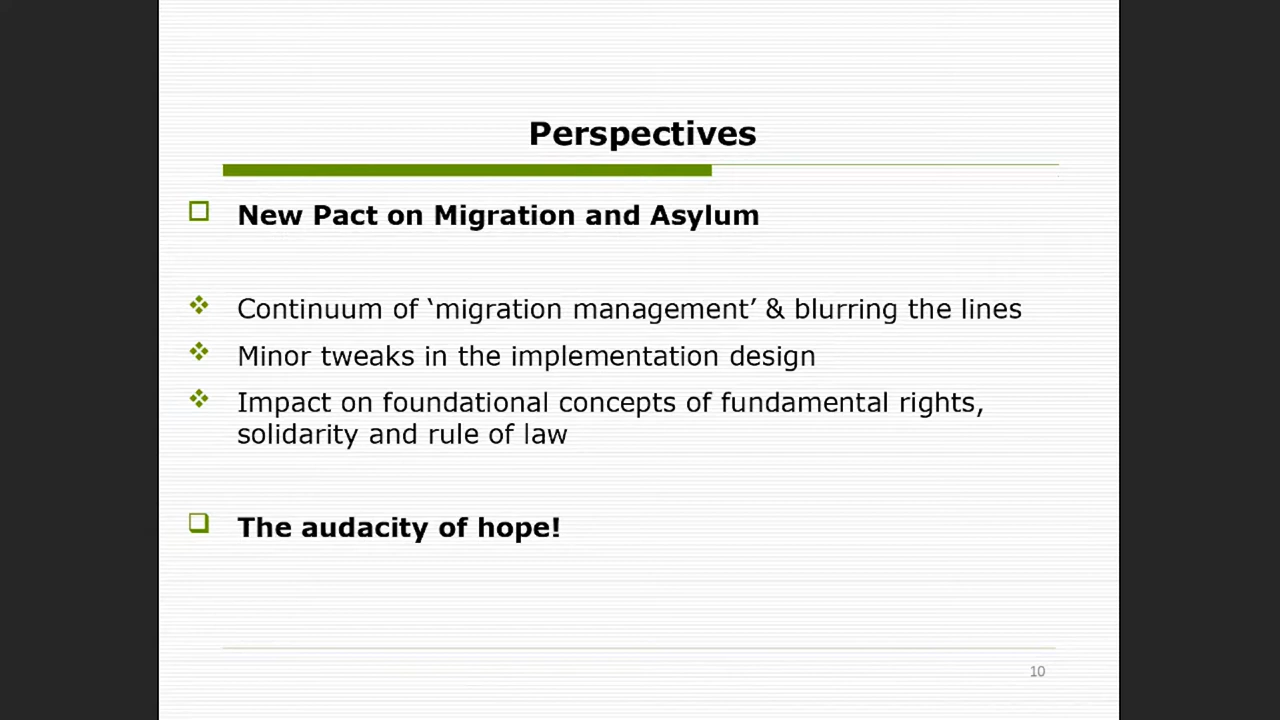 Perspectives
New Pact on Migration and Asylum
Continuum of ‘migration management’ & blurring the lines
Minor tweaks in the implementation design
Impact on foundational concepts of fundamental rights,
solidarity and rule of law
The audacity of hope!
10